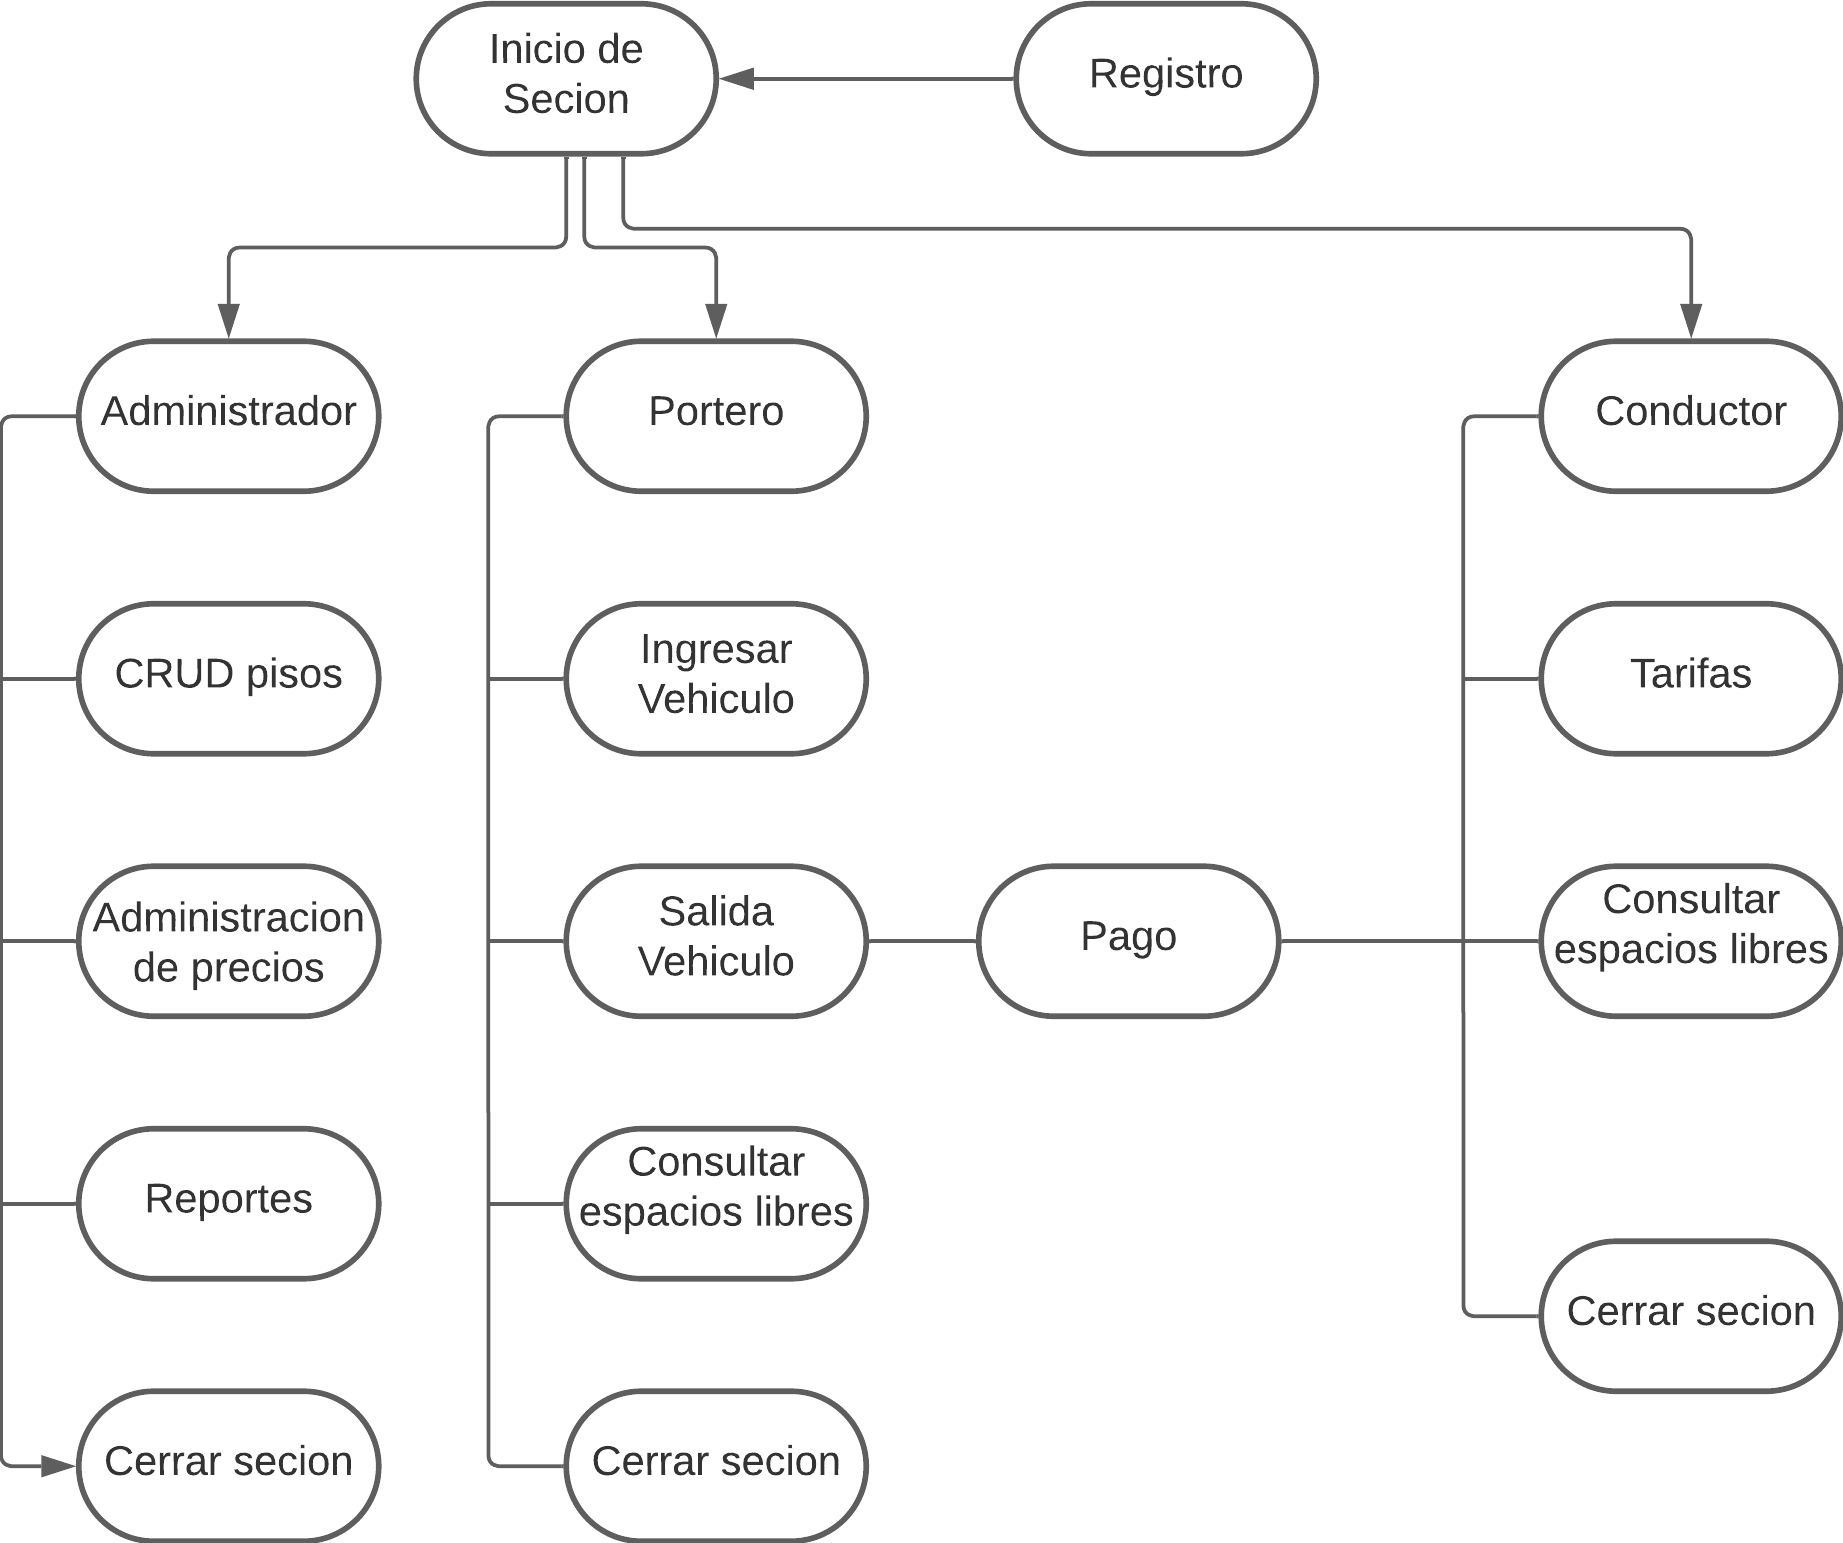 Inicio de
Secion
Registro
Administrador
Portero
Conductor
CRUD pisos
Ingresar
Vehiculo
Tarifas
Administracion
de precios
Salida
Vehiculo
Pago
Consultar
espacios libres
Reportes
Consultar
espacios libres
Cerrar secion
Cerrar secion
Cerrar secion